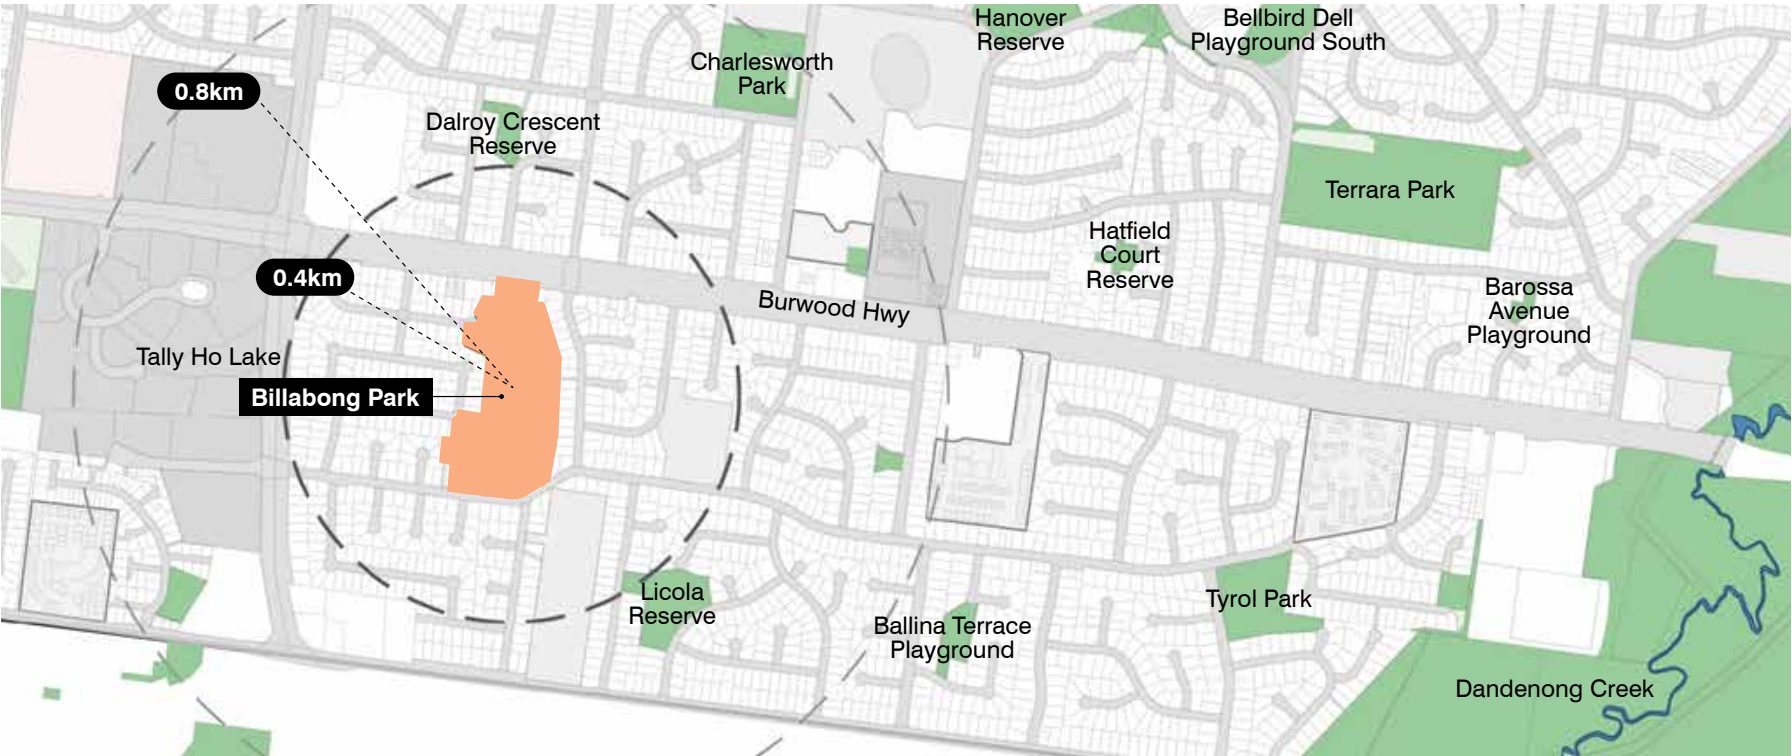 Hanover
Reserve
Bellbird Dell
Playground South
Charlesworth
Park
0.8km
Dalroy Crescent
Reserve
Terrara Park
Hatfield
Court
Reserve
0.4km
Burwood Hwy
Barossa
Avenue
Playground
Tally Ho Lake
Billabong Park
Licola
Reserve
Ballina Terrace
Playground
Tyrol Park
Dandenong Creek